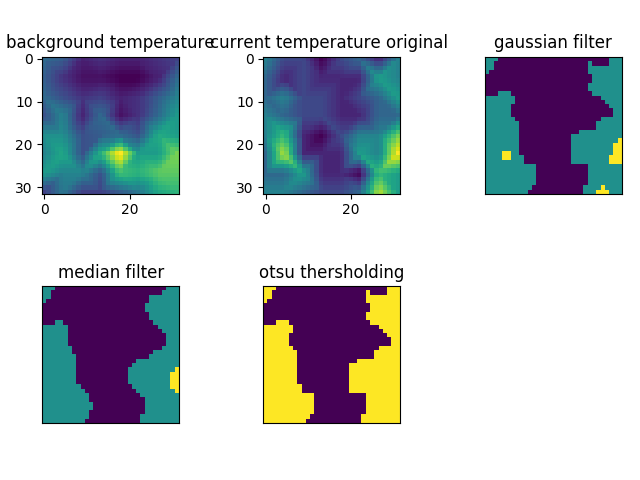 background temperature
current temperature original
gaussian filter
0
10
20
30
0
20
0
10
20
30
0
20
median filter
otsu thersholding